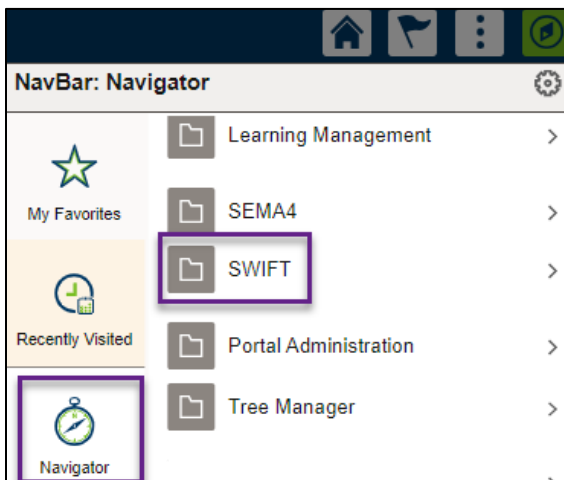 NavBar: Navigator
My Favorites
Recently Visited
Navigator
Learning Management
SEMA4
SWIFT
Portal Administration
Tree Manager